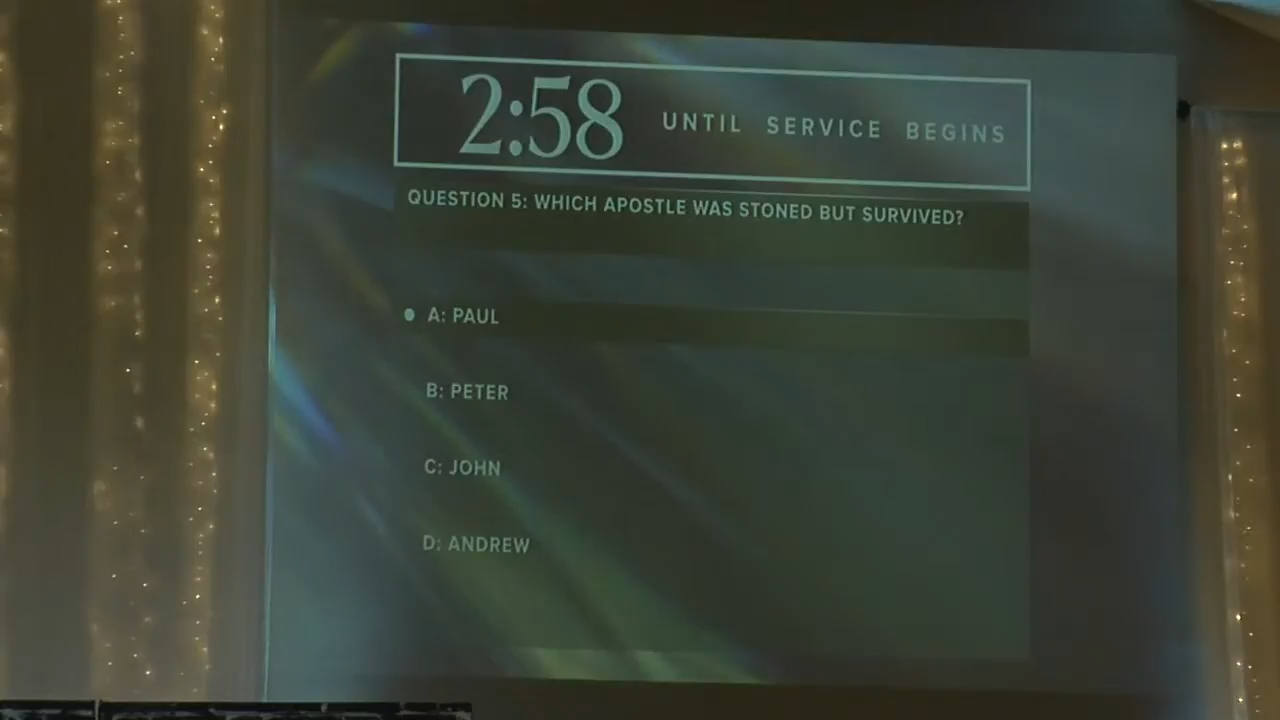 2:58 UNTIL SERVICE BEGINS
QUESTION 5: WHICH APOSTLE WAS STONED BUT SURVIVED?
A: PAUL
B: PETER
C: JOHN
D: ANDREW